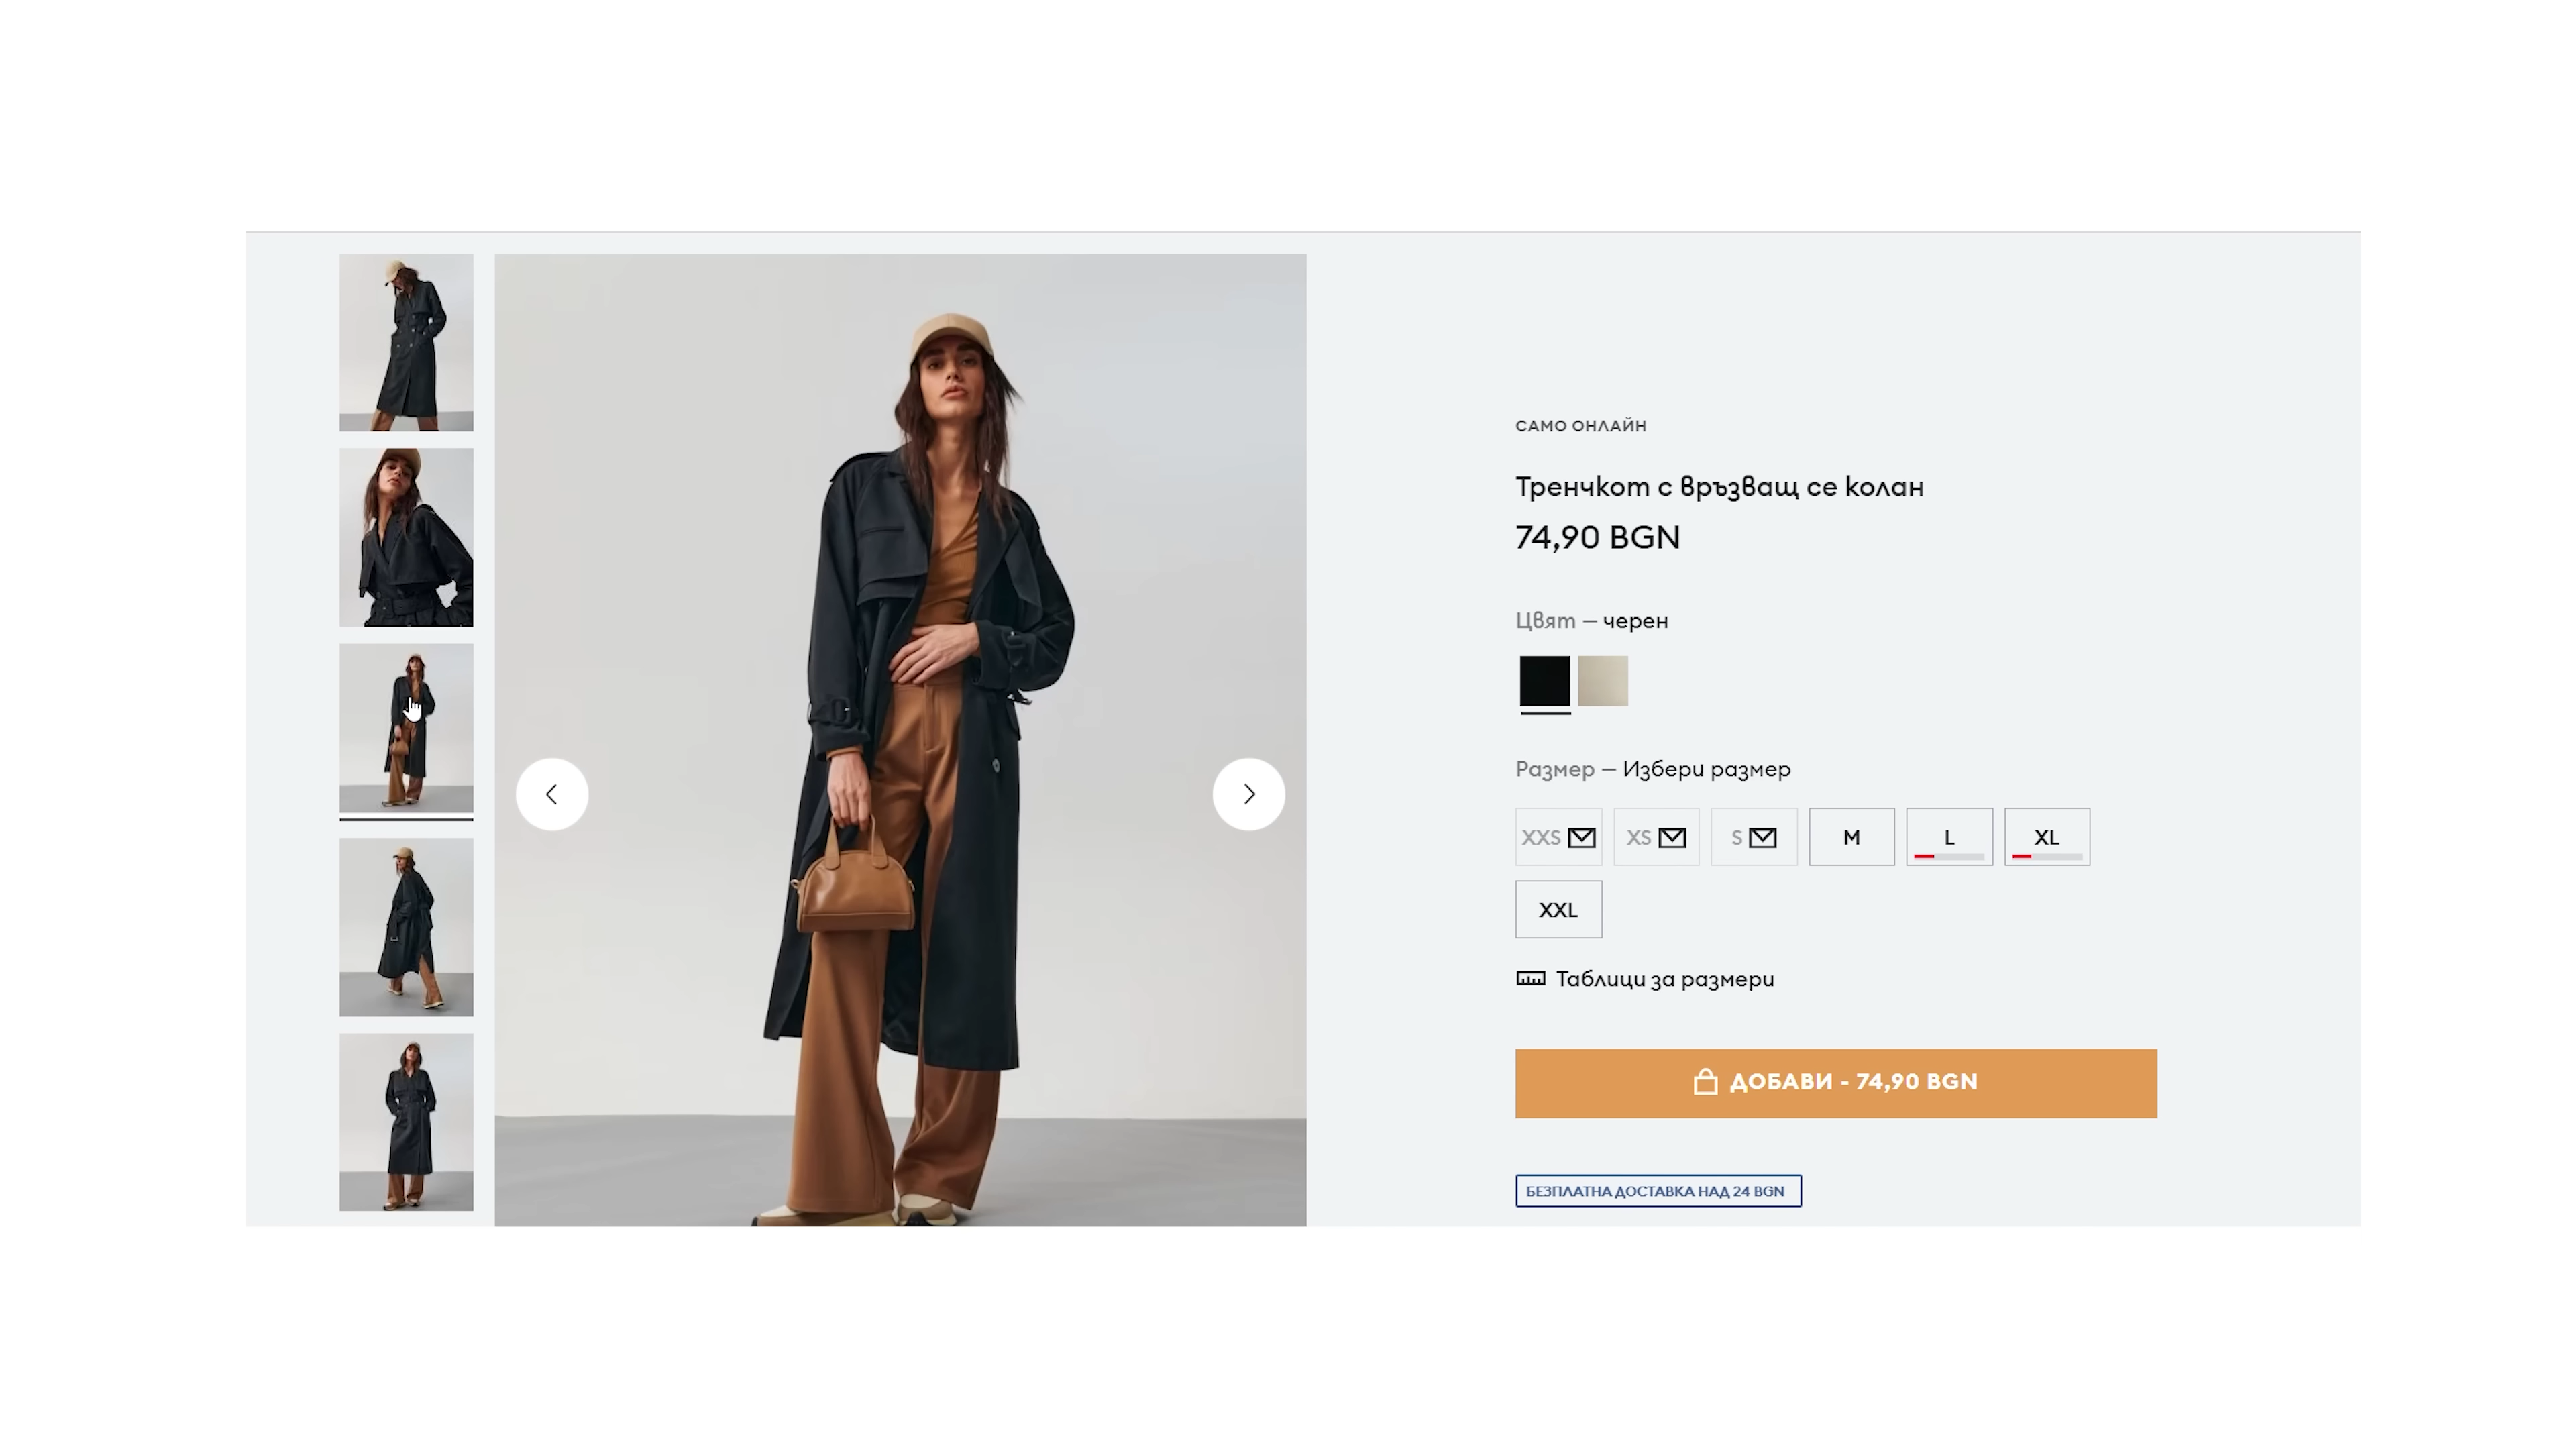 САМО ОНЛАЙН
Тренчкот с връзващ се колан
74,90 BGN
Цвят — черен
Размер — Избери размер
XXS XS S M L XL
XXL
Таблици за размери
ДОБАВИ - 74,90 BGN
БЕЗПЛАТНА ДОСТАВКА НАД 24 BGN